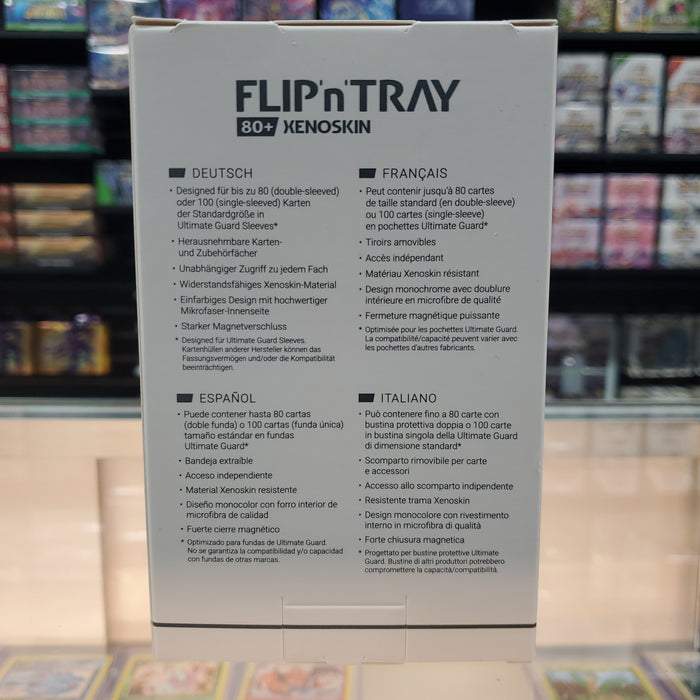 FLIP'n'TRAY
80+ XENOSKIN
DEUTSCH
• Designed für bis zu 80 (double-sleeved)
oder 100 (single-sleeved) Karten
der Standardgröße in
Ultimate Guard Sleeves*
• Herausnehmbare Karten-
und Zubehörfächer
• Unabhängiger Zugriff zu jedem Fach
• Widerstandsfähiges Xenoskin-Material
• Einfarbiges Design mit hochwertiger
Mikrofaser-Innenseite
• Starker Magnetverschluss
* Designed für Ultimate Guard Sleeves.
Kartenhüllen anderer Hersteller können das
Fassungsvermögen und/oder die Kompatibilität
beeinträchtigen.
FRANÇAIS
• Peut contenir jusqu'à 80 cartes
de taille standard (en double-sleeve)
ou 100 cartes (single-sleeve)
en pochettes Ultimate Guard*
• Tiroirs amovibles
• Accès indépendant
• Matériau Xenoskin résistant
• Design monochrome avec doublure
intérieure en microfibre de qualité
• Fermeture magnétique puissante
* Optimisée pour les pochettes Ultimate Guard.
La compatibilité/capacité peuvent varier avec
les pochettes d'autres fabricants.
ESPAÑOL
• Puede contener hasta 80 cartas
(doble funda) o 100 cartas (funda única)
tamaño estándar en fundas
Ultimate Guard*
• Bandeja extraíble
• Acceso independiente
• Material Xenoskin resistente
• Diseño monocolor con forro interior de
microfibra de calidad
• Fuerte cierre magnético
* Optimizado para fundas de Ultimate Guard.
No se garantiza la compatibilidad y/o capacidad
con fundas de otras marcas.
ITALIANO
• Può contenere fino a 80 carte con
bustina protettiva doppia o 100 carte
in bustina singola della Ultimate Guard
di dimensione standard*
• Scomparto rimovibile per carte
e accessori
• Accesso allo scomparto indipendente
• Resistente trama Xenoskin
• Design monocolore con rivestimento
interno in microfibra di qualità
• Forte chiusura magnetica
* Progettato per bustine protettive Ultimate
Guard. Bustine di altri produttori potrebbero
compromettere la capacità/compatibilità.